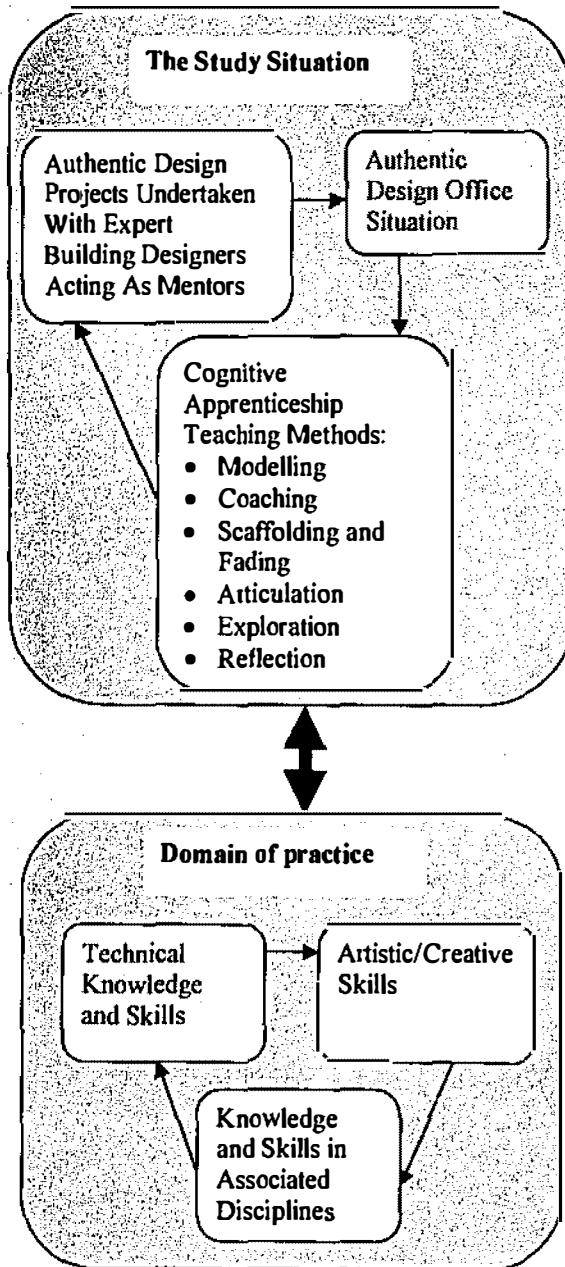 The Study Situation
Authentic Design
Projects Undertaken
With Expert
Building Designers
Acting As Mentors
Authentic
Design Office
Situation
Cognitive
Apprenticeship
Teaching Methods:
• Modelling
• Coaching
• Scaffolding and
Fading
• Articulation
• Exploration
• Reflection
Domain of practice
Technical
Knowledge
and Skills
Artistic/Creative
Skills
Knowledge
and Skills in
Associated
Disciplines